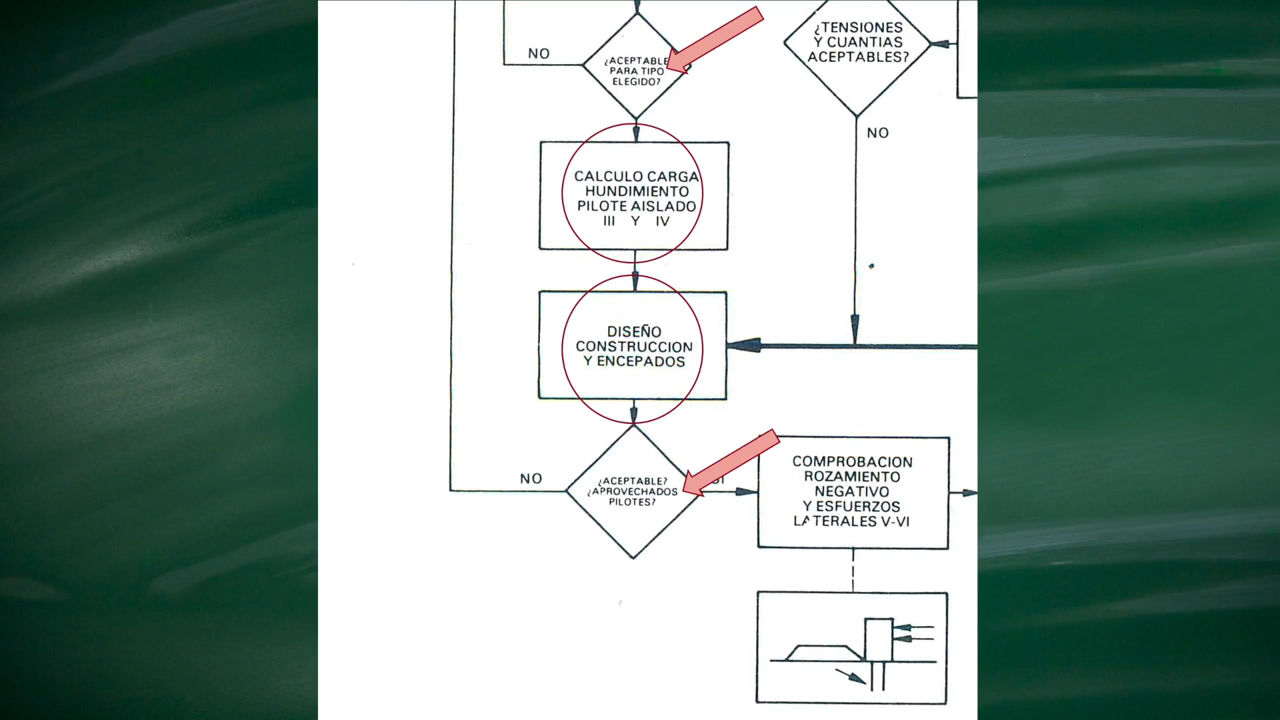 NO
¿ACEPTABLE
PARA TIPO
ELEGIDO?
¿TENSIONES
Y CUANTIAS
ACEPTABLES?
NO
CALCULO CARGA
HUNDIMIENTO
PILOTE AISLADO
III Y IV
DISEÑO
CONSTRUCCION
Y ENCEPADOS
NO
¿ACEPTABLE?
¿APROVECHADOS
PILOTES?
COMPROBACION
ROZAMIENTO
NEGATIVO
Y ESFUERZOS
LATERALES V-VI